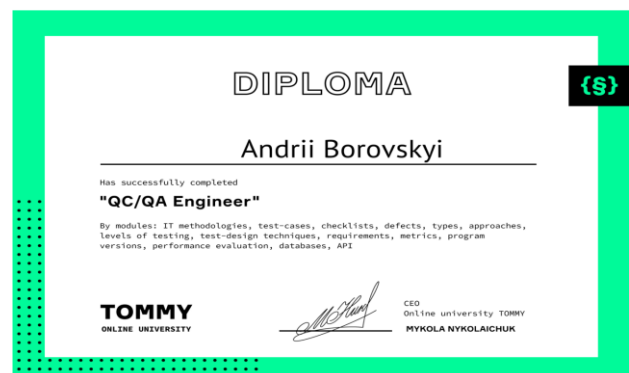 DIPLOMA
{§}
Andrii Borovskyi
Has successfully completed
"QC/QA Engineer"
By modules: IT methodologies, test-cases, checklists, defects, types, approaches,
levels of testing, test-design techniques, requirements, metrics, program
versions, performance evaluation, databases, API
TOMMY
ONLINE UNIVERSITY
CEO
Online university TOMMY
MYKOLA NYKOLAICHUK